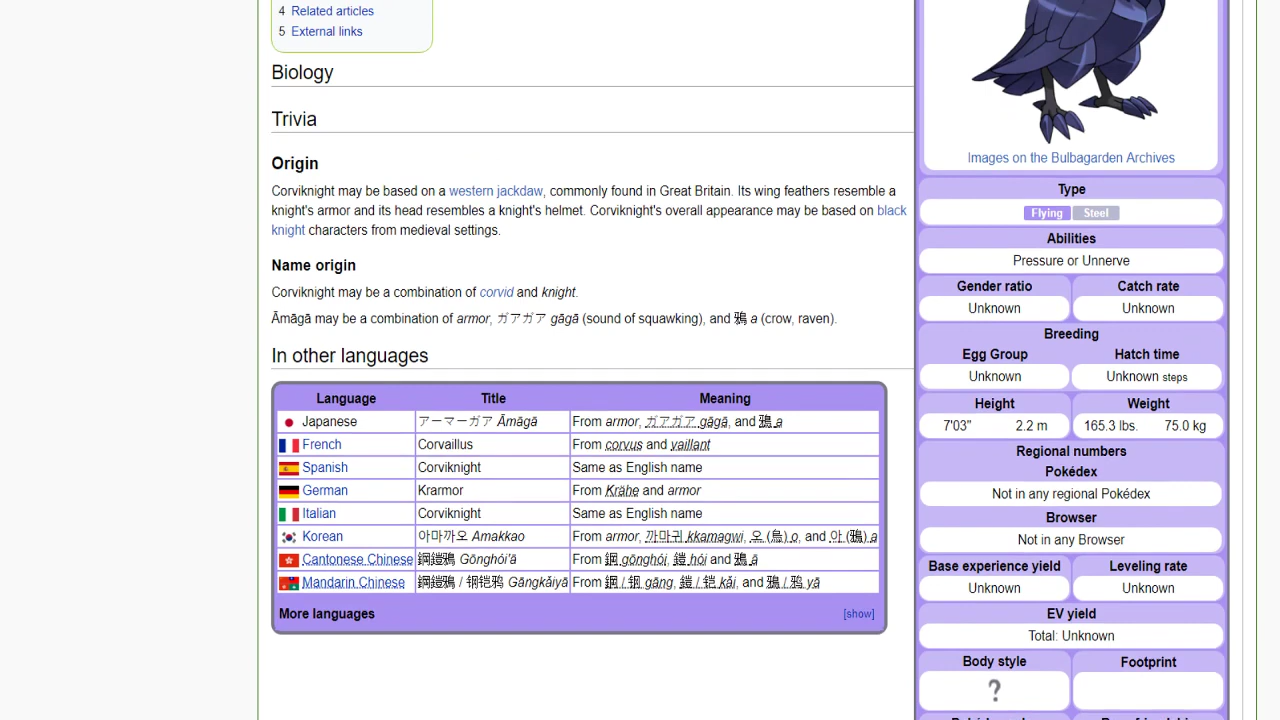 4 Related articles
5 External links
Biology
Trivia
Origin
Corviknight may be based on a western jackdaw, commonly found in Great Britain. Its wing feathers resemble a
knight's armor and its head resembles a knight's helmet. Corviknight's overall appearance may be based on black
knight characters from medieval settings.
Name origin
Corviknight may be a combination of corvid and knight.
Āmāgā may be a combination of armor, ガアガア gāgā (sound of squawking), and 鴉 a (crow, raven).
In other languages
Language Title Meaning
Japanese アーマーガア Āmāgā From armor, ガアガア gāgā, and 鴉 a
French Corvaillus From corvus and vaillant
Spanish Corviknight Same as English name
German Krarmor From Krähe and armor
Italian Corviknight Same as English name
Korean 아마까오 Amakkao From armor, 까마귀 kkamagwi, 오 (烏) o, and 아 (鴉) a
Cantonese Chinese 鋼鎧鴉 Gōnghói'ā From 鋼 gōnghói, 鎧 hói and 鴉 ā
Mandarin Chinese 鋼鎧鴉 / 钢铠鸦 Gāngkǎiyā From 鋼 / 钢 gāng, 鎧 / 铠 kǎi, and 鴉 / 鸦 yā
More languages [show]
Images on the Bulbagarden Archives
Type
Flying Steel
Abilities
Pressure or Unnerve
Gender ratio Catch rate
Unknown Unknown
Breeding
Egg Group Hatch time
Unknown Unknown steps
Height Weight
7'03" 2.2 m 165.3 lbs. 75.0 kg
Regional numbers
Pokédex
Not in any regional Pokédex
Browser
Not in any Browser
Base experience yield Leveling rate
Unknown Unknown
EV yield
Total: Unknown
Body style Footprint
?